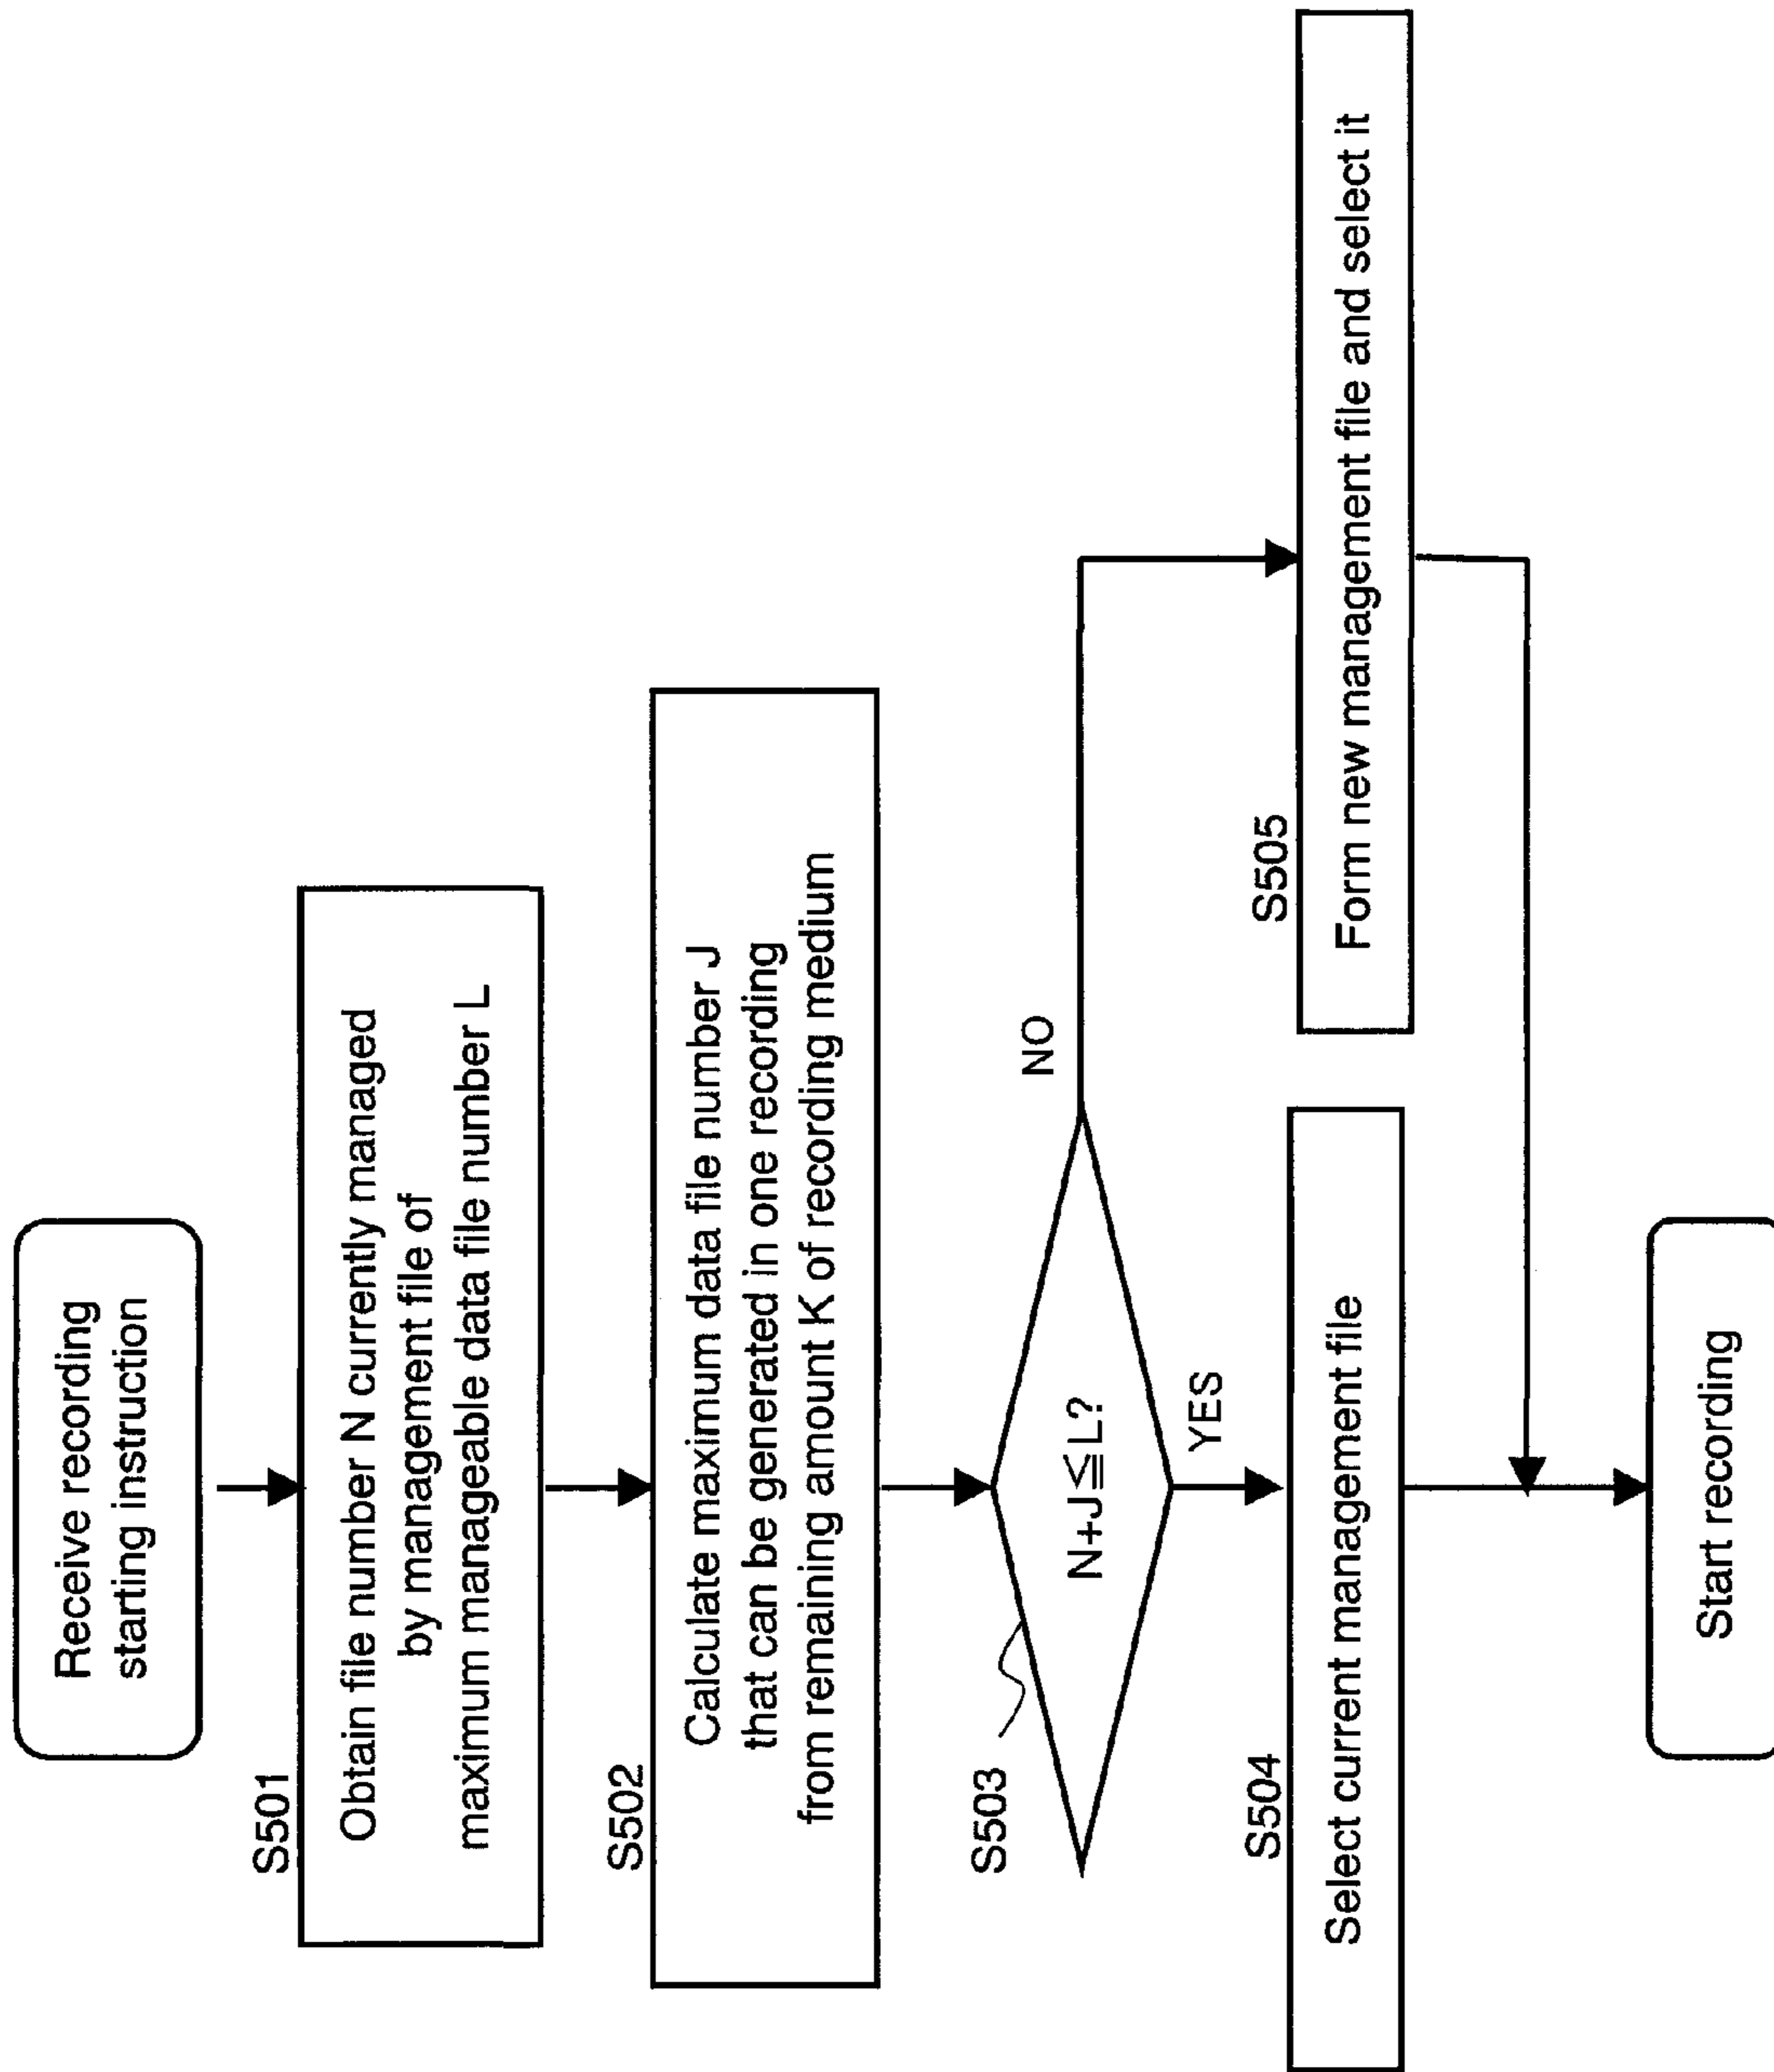 Receive recording
starting instruction
S501
Obtain file number N currently managed
by management file of
maximum manageable data file number L
S502
Calculate maximum data file number J
that can be generated in one recording
from remaining amount K of recording medium
S503
N+J≦L?
NO
YES
S504
Select current management file
S505
Form new management file and select it
Start recording